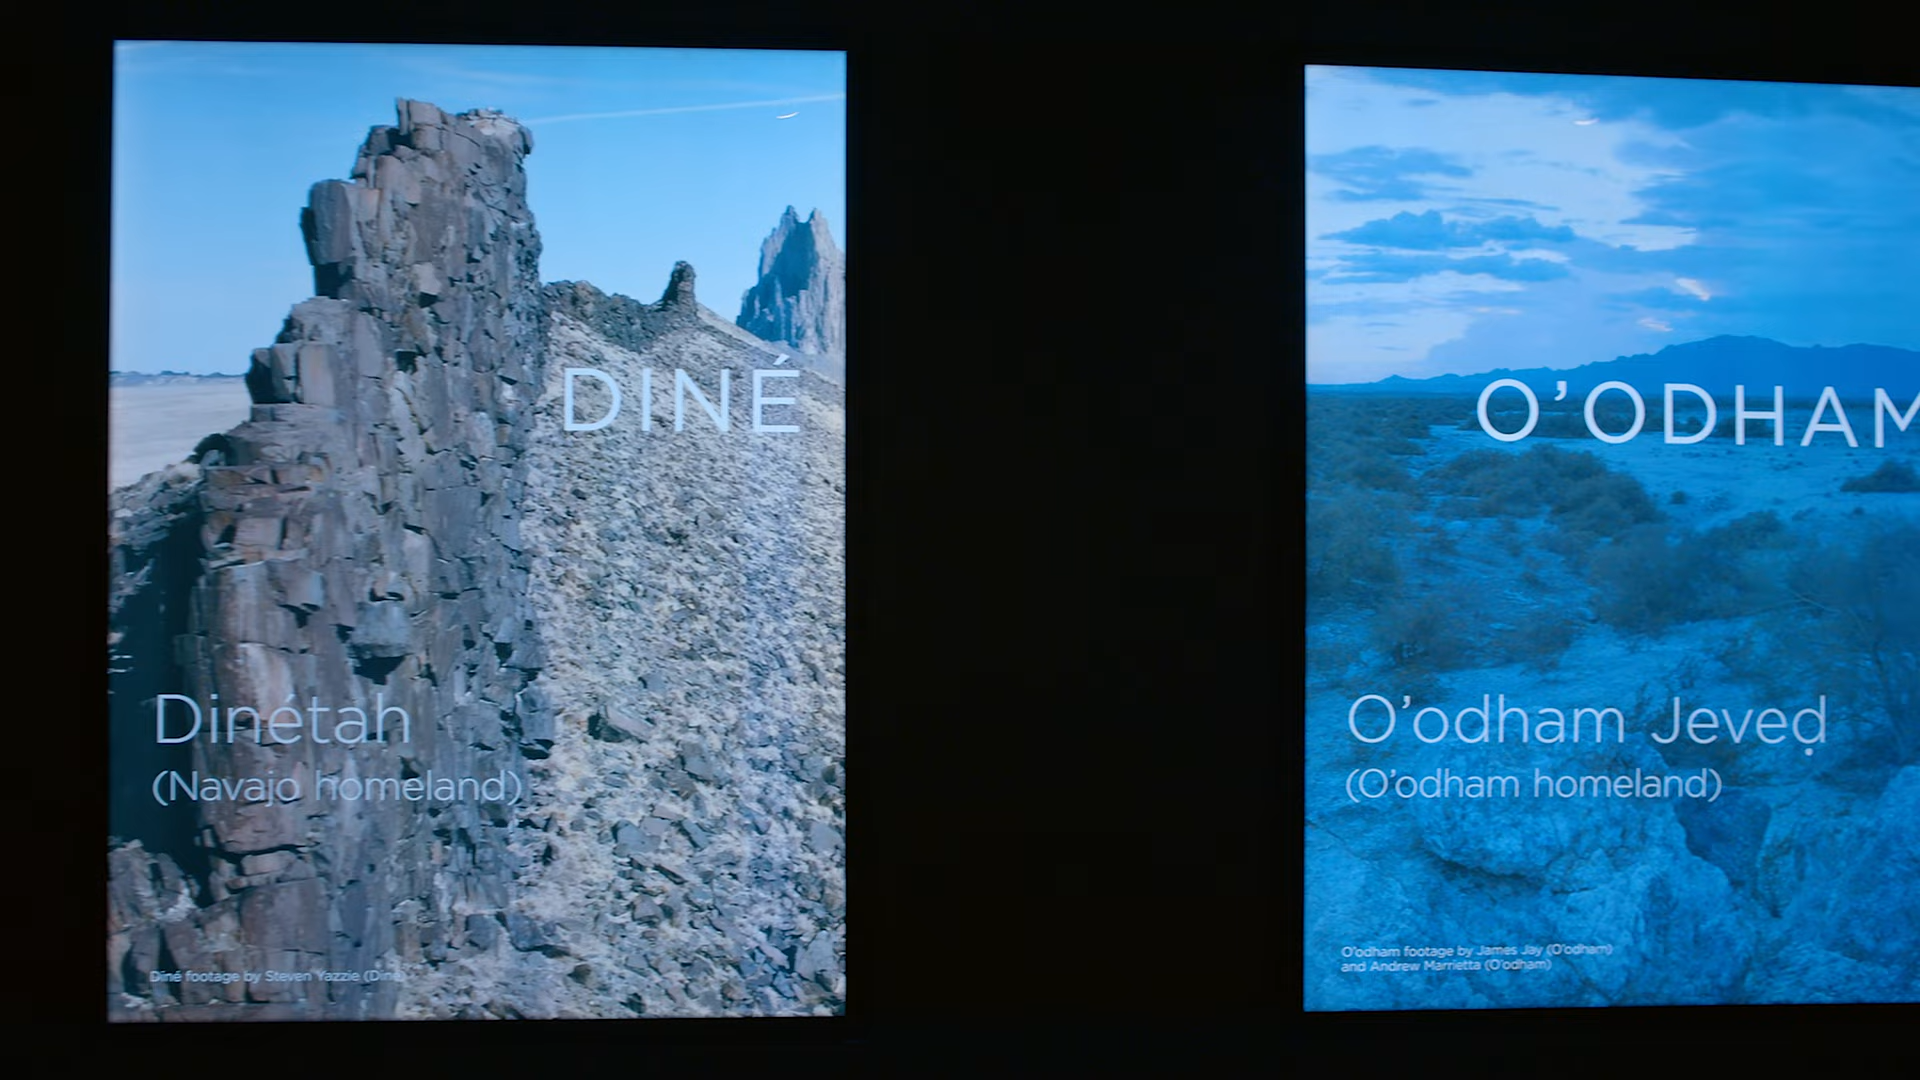 DINÉ
Dinétah
(Navajo homeland)
Diné footage by Steven Yazzie (Diné)
O’ODHAM
O’odham Jeveḍ
(O’odham homeland)
O’odham footage by James Jay (O’odham)
and Andrew Marrietta (O’odham)